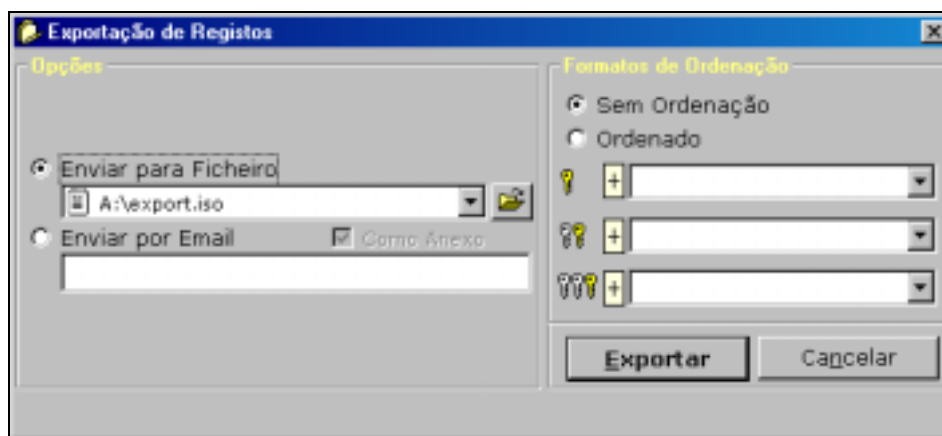 Exportação de Registos
Opções
Enviar para Ficheiro
A:\export.iso
Enviar por Email
Como Anexo
Formatos de Ordenação
Sem Ordenação
Ordenado
+
+
+
Exportar
Cancelar